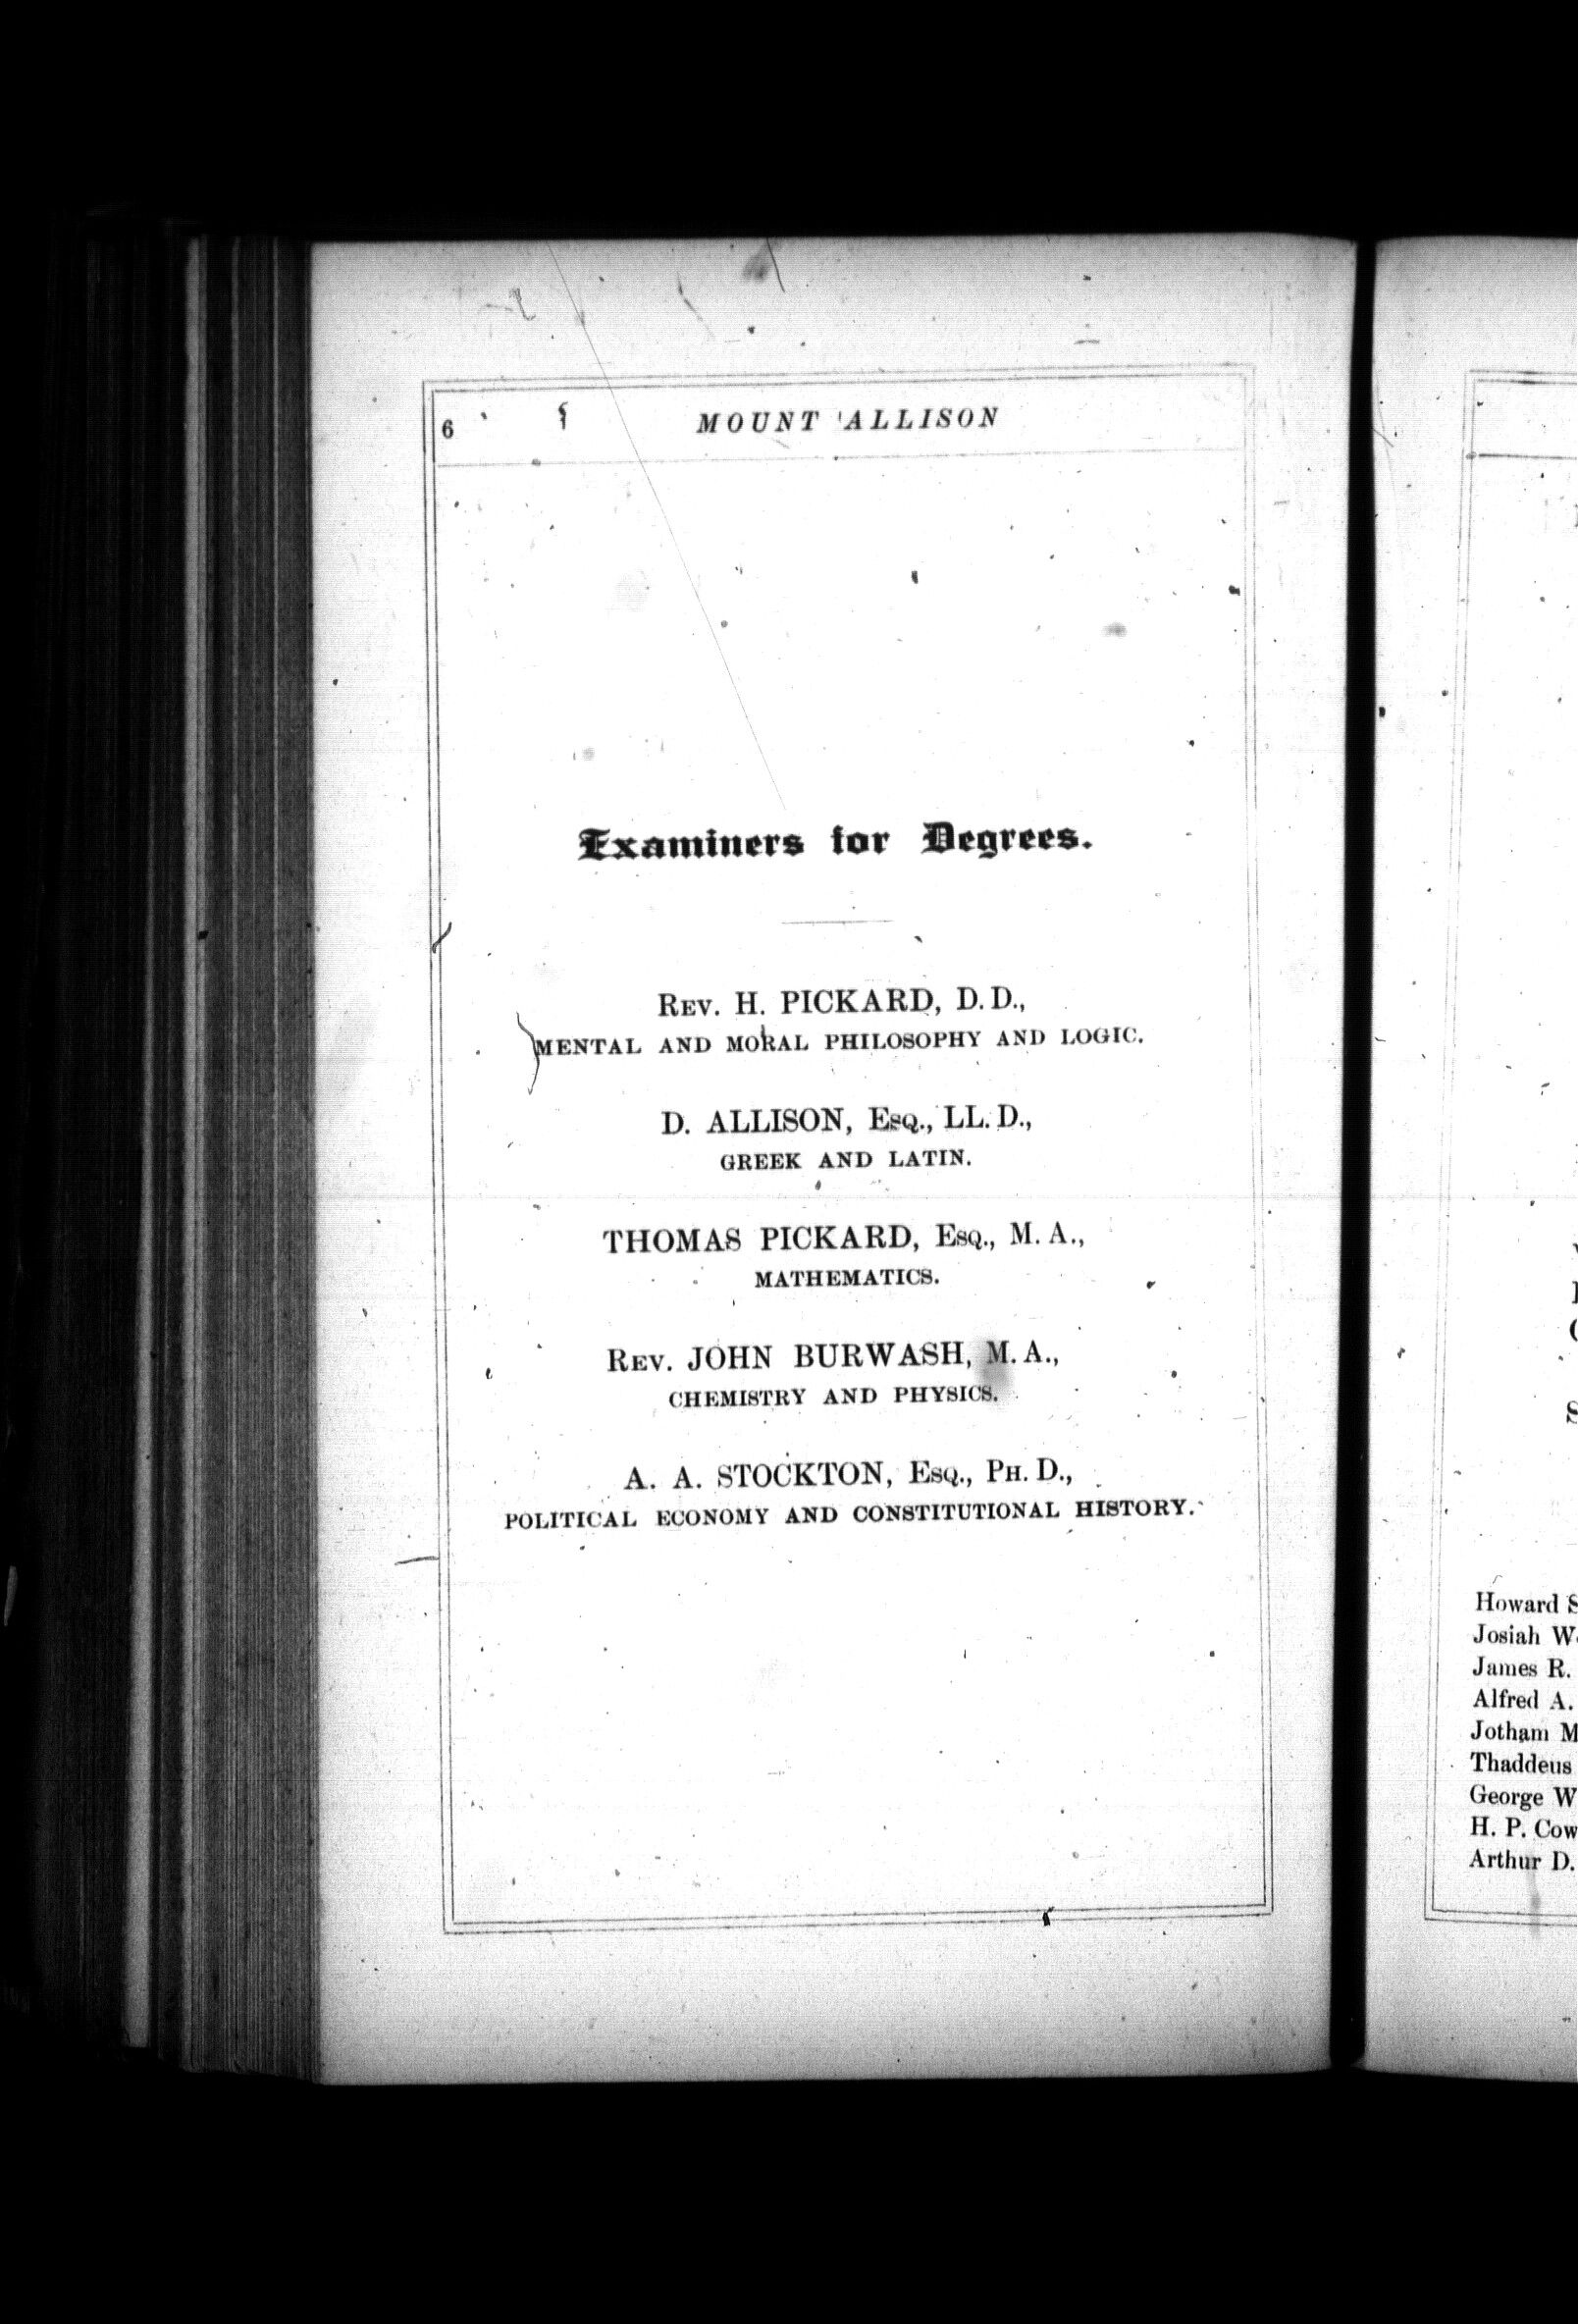 6
MOUNT ALLISON
Examiners for Degrees.
REV. H. PICKARD, D. D.,
MENTAL AND MORAL PHILOSOPHY AND LOGIC.
D. ALLISON, ESQ., LL. D.,
GREEK AND LATIN.
THOMAS PICKARD, ESQ., M. A.,
MATHEMATICS.
REV. JOHN BURWASH, M. A.,
CHEMISTRY AND PHYSICS.
A. A. STOCKTON, ESQ., PH. D.,
POLITICAL ECONOMY AND CONSTITUTIONAL HISTORY.
Howard S
Josiah W
James R.
Alfred A.
Jotham M
Thaddeus
George W
H. P. Cow
Arthur D.